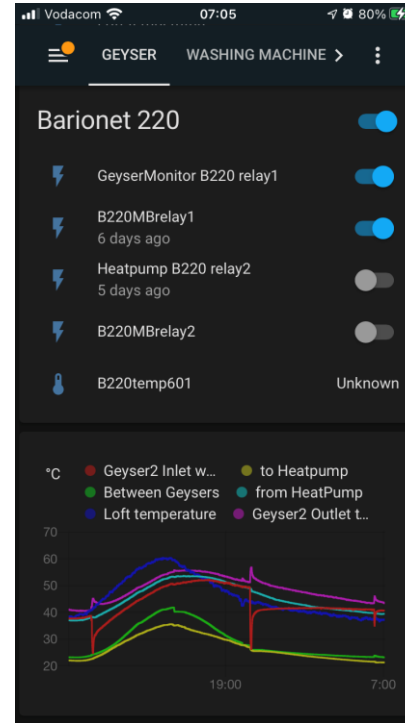 Vodacom 07:05 80%
GEYSER WASHING MACHINE
Barionet 220
GeyserMonitor B220 relay1
B220MBrelay1
6 days ago
Heatpump B220 relay2
5 days ago
B220MBrelay2
B220temp601 Unknown
°C Geyser2 Inlet w... to Heatpump
Between Geysers from HeatPump
Loft temperature Geyser2 Outlet t...
70
60
50
40
30
20
19:00 7:00